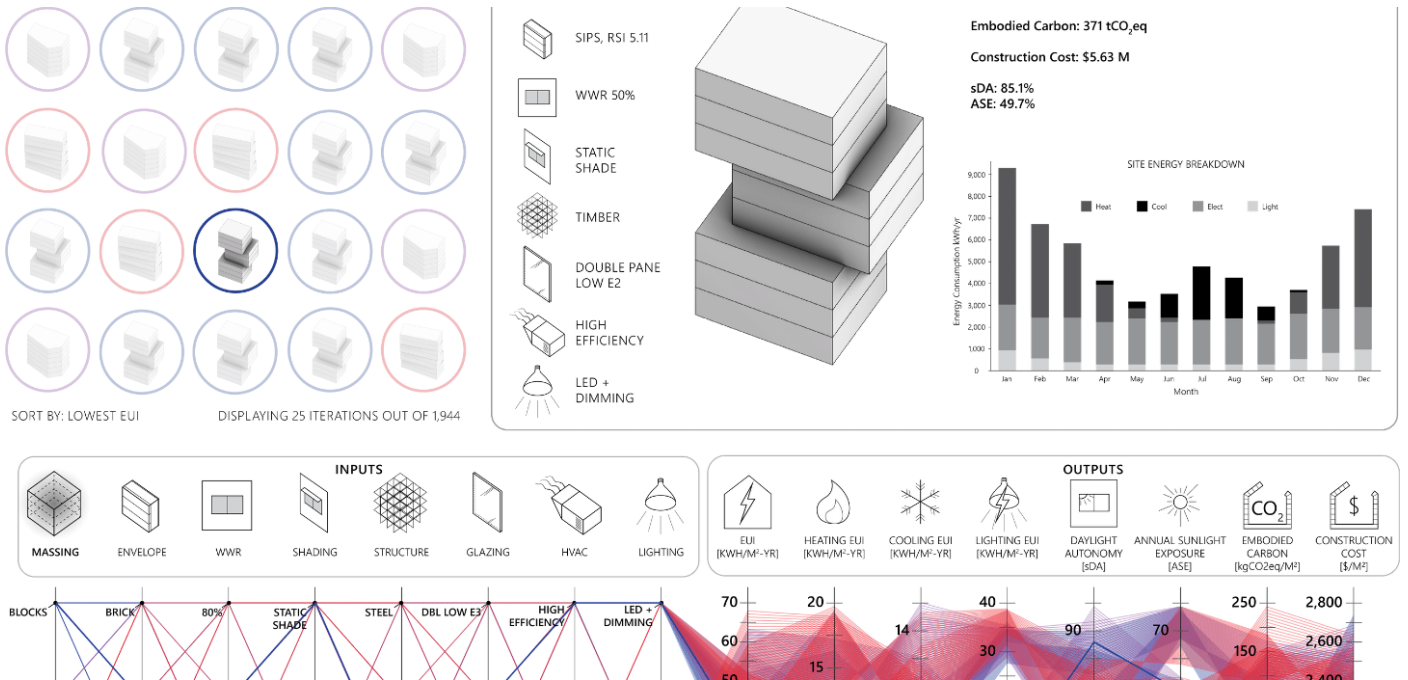 SIPS, RSI 5.11
WWR 50%
STATIC
SHADE
TIMBER
DOUBLE PANE
LOW E2
HIGH
EFFICIENCY
LED +
DIMMING
Embodied Carbon: 371 tCO₂eq
Construction Cost: $5.63 M
sDA: 85.1%
ASE: 49.7%
SITE ENERGY BREAKDOWN
Heat Cool Elect Light
Energy Consumption kWh/yr
9,000
8,000
7,000
6,000
5,000
4,000
3,000
2,000
1,000
0
Jan Feb Mar Apr May Jun Jul Aug Sep Oct Nov Dec
Month
SORT BY: LOWEST EUI DISPLAYING 25 ITERATIONS OUT OF 1,944
INPUTS
MASSING ENVELOPE WWR SHADING STRUCTURE GLAZING HVAC LIGHTING
OUTPUTS
CO₂ $
EUI
[KWH/M²-YR]
HEATING EUI
[KWH/M²-YR]
COOLING EUI
[KWH/M²-YR]
LIGHTING EUI
[KWH/M²-YR]
DAYLIGHT
AUTONOMY
[sDA]
ANNUAL SUNLIGHT
EXPOSURE
[ASE]
EMBODIED
CARBON
[kgCO2eq/M²]
CONSTRUCTION
COST
[$/M²]
BLOCKS BRICK 80% STATIC
SHADE STEEL DBL LOW E3 HIGH
EFFICIENCY LED +
DIMMING
70 20 40 250 2,800
14 90 70
60 30 150 2,600
15
50 2,400